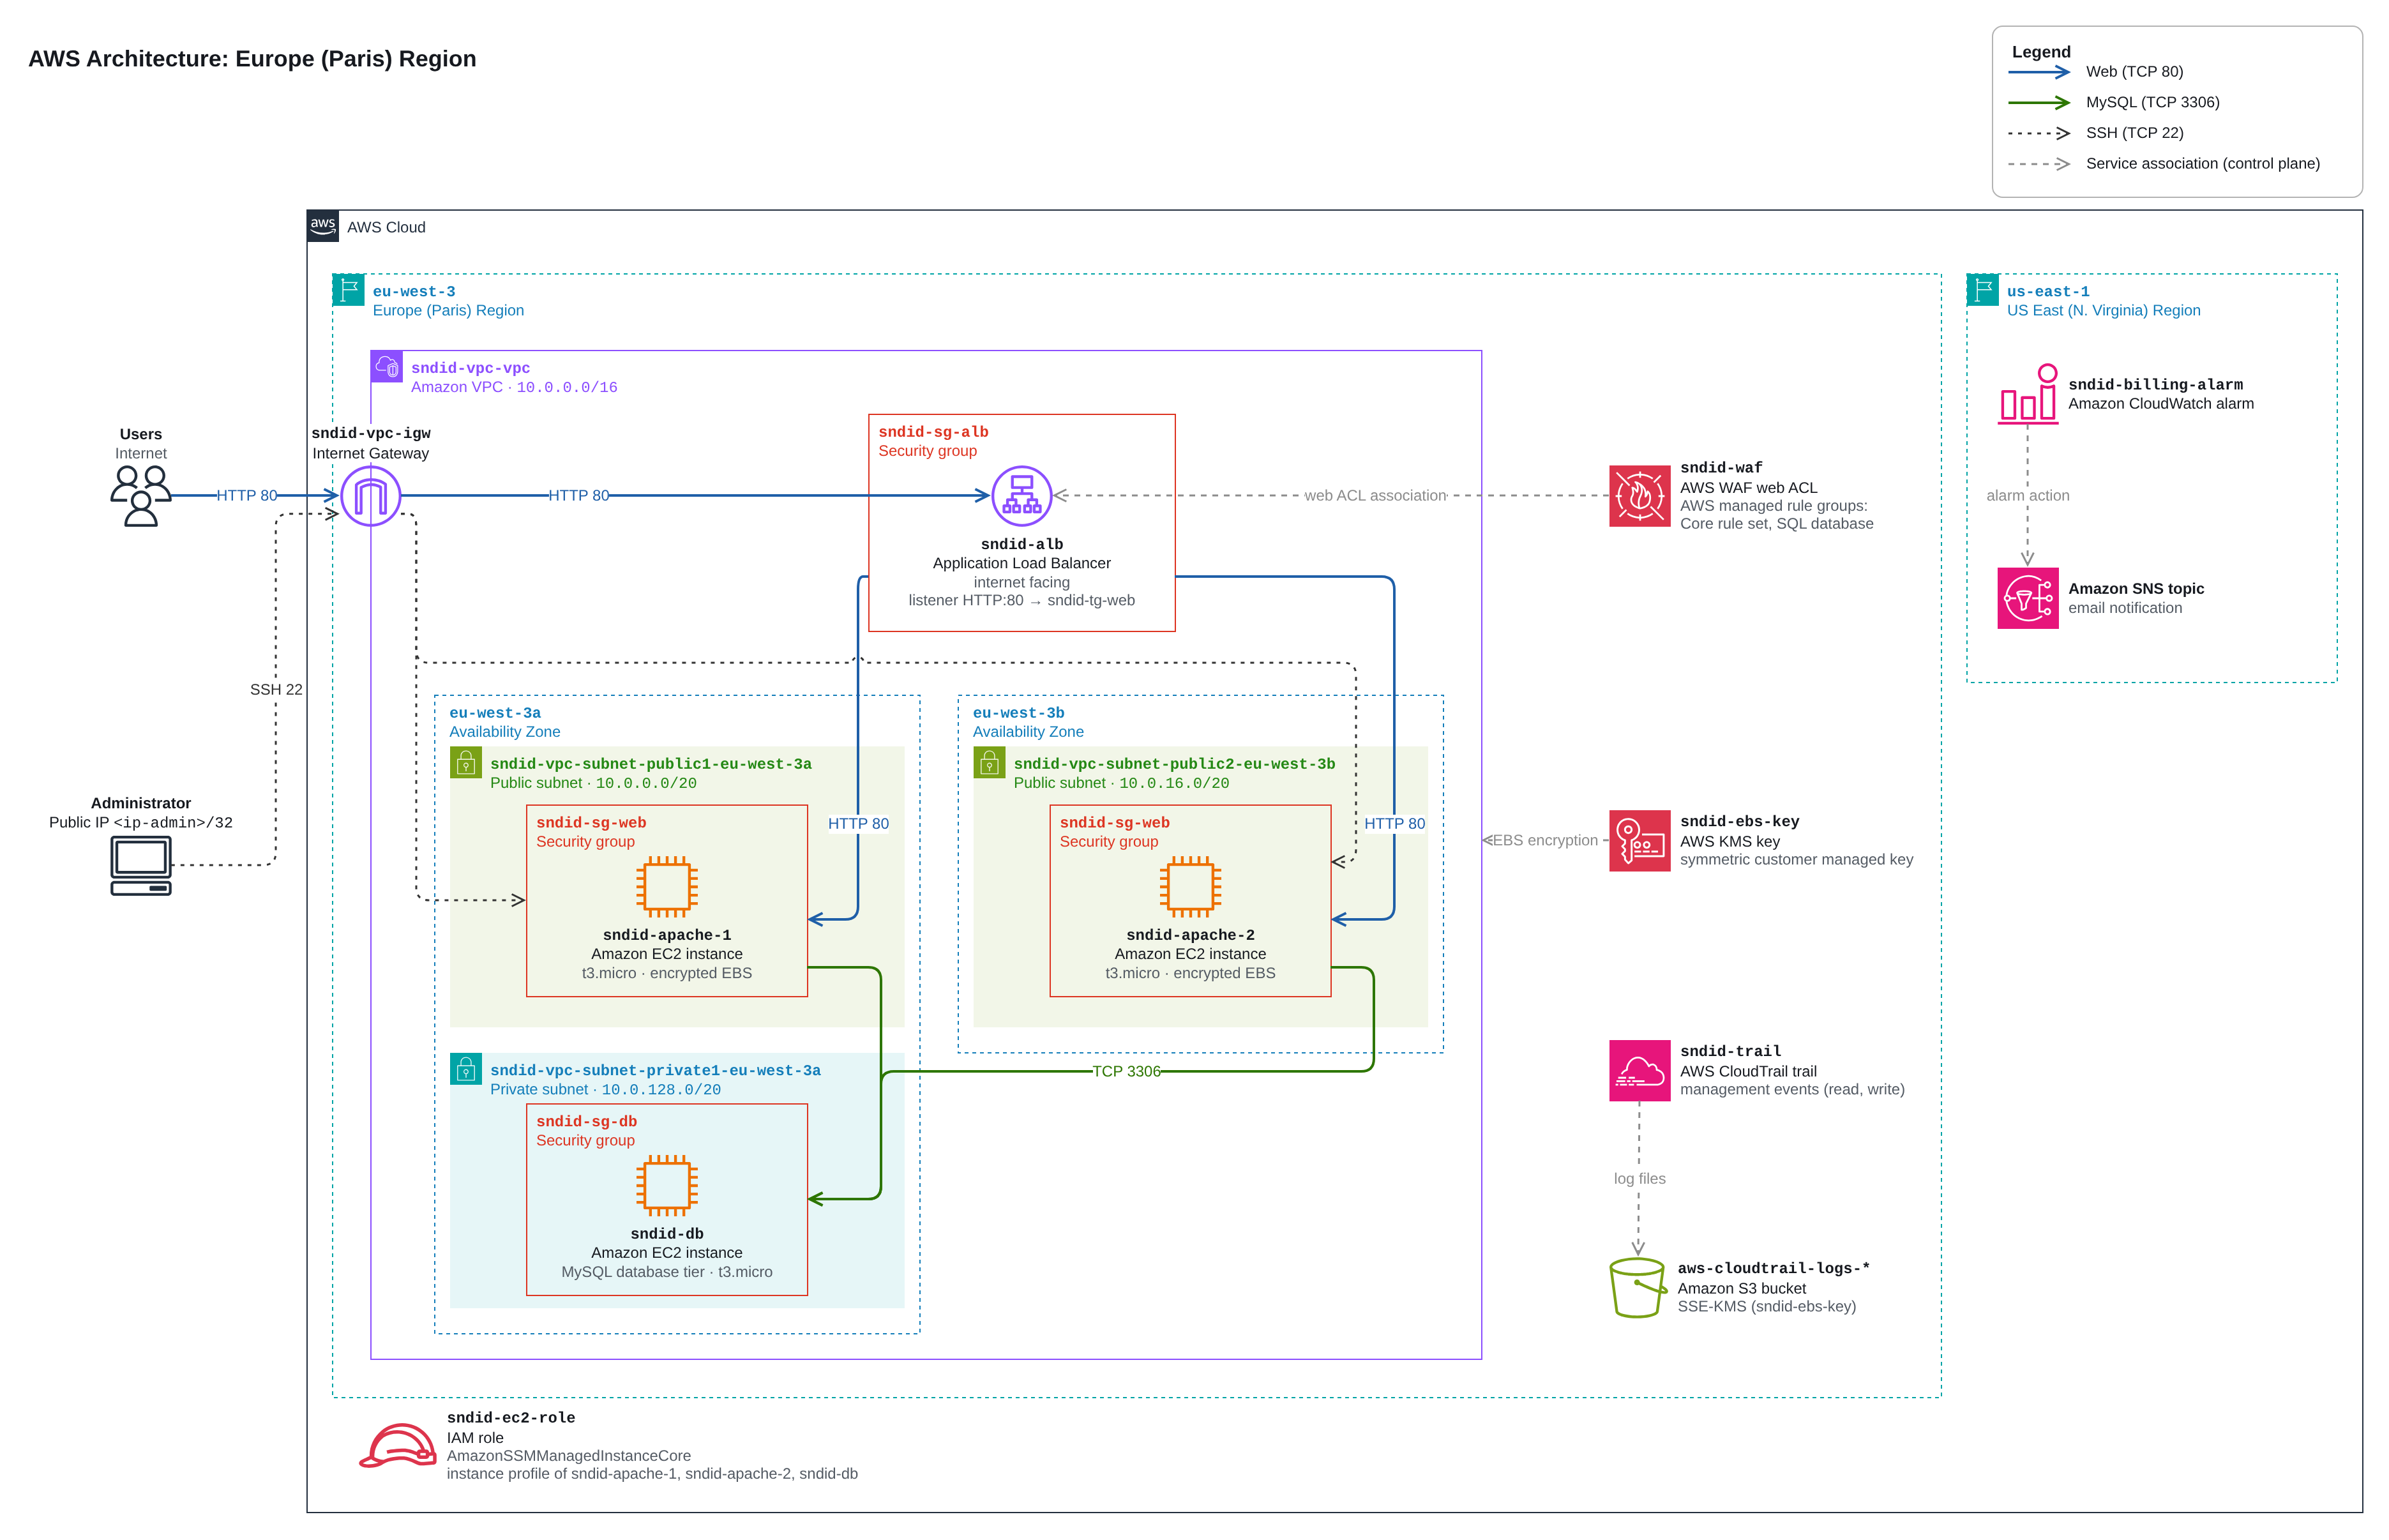 AWS Architecture: Europe (Paris) Region
Legend
Web (TCP 80)
MySQL (TCP 3306)
SSH (TCP 22)
Service association (control plane)
aws
AWS Cloud
eu-west-3
Europe (Paris) Region
us-east-1
US East (N. Virginia) Region
sndid-vpc-vpc
Amazon VPC · 10.0.0.0/16
sndid-billing-alarm
Amazon CloudWatch alarm
alarm action
Amazon SNS topic
email notification
Users
Internet
HTTP 80
sndid-vpc-igw
Internet Gateway
HTTP 80
sndid-sg-alb
Security group
sndid-alb
Application Load Balancer
internet facing
listener HTTP:80 → sndid-tg-web
web ACL association
sndid-waf
AWS WAF web ACL
AWS managed rule groups:
Core rule set, SQL database
SSH 22
Administrator
Public IP <ip-admin>/32
eu-west-3a
Availability Zone
sndid-vpc-subnet-public1-eu-west-3a
Public subnet · 10.0.0.0/20
sndid-sg-web
Security group
HTTP 80
sndid-apache-1
Amazon EC2 instance
t3.micro · encrypted EBS
eu-west-3b
Availability Zone
sndid-vpc-subnet-public2-eu-west-3b
Public subnet · 10.0.16.0/20
sndid-sg-web
Security group
HTTP 80
sndid-apache-2
Amazon EC2 instance
t3.micro · encrypted EBS
EBS encryption
sndid-ebs-key
AWS KMS key
symmetric customer managed key
sndid-vpc-subnet-private1-eu-west-3a
Private subnet · 10.0.128.0/20
TCP 3306
sndid-sg-db
Security group
sndid-db
Amazon EC2 instance
MySQL database tier · t3.micro
sndid-trail
AWS CloudTrail trail
management events (read, write)
log files
aws-cloudtrail-logs-*
Amazon S3 bucket
SSE-KMS (sndid-ebs-key)
sndid-ec2-role
IAM role
AmazonSSMManagedInstanceCore
instance profile of sndid-apache-1, sndid-apache-2, sndid-db